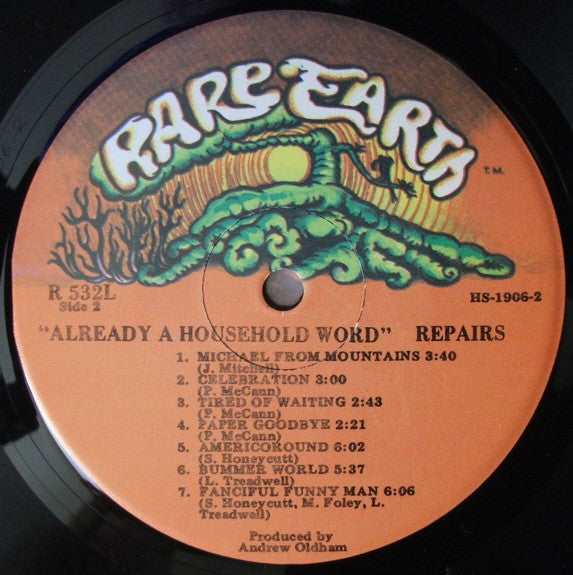 RARE EARTH
T.M.
R 532L
Side 2
HS-1906-2
"ALREADY A HOUSEHOLD WORD" REPAIRS
1. MICHAEL FROM MOUNTAINS 3:40
(J. Mitchell)
2. CELEBRATION 3:00
(P. McCann)
3. TIRED OF WAITING 2:43
(P. McCann)
4. PAPER GOODBYE 2:21
(P. McCann)
5. AMERICOROUND 6:02
(S. Honeycutt)
6. BUMMER WORLD 5:37
(L. Treadwell)
7. FANCIFUL FUNNY MAN 6:06
(S. Honeycutt, M. Foley, L.
Treadwell)
Produced by
Andrew Oldham